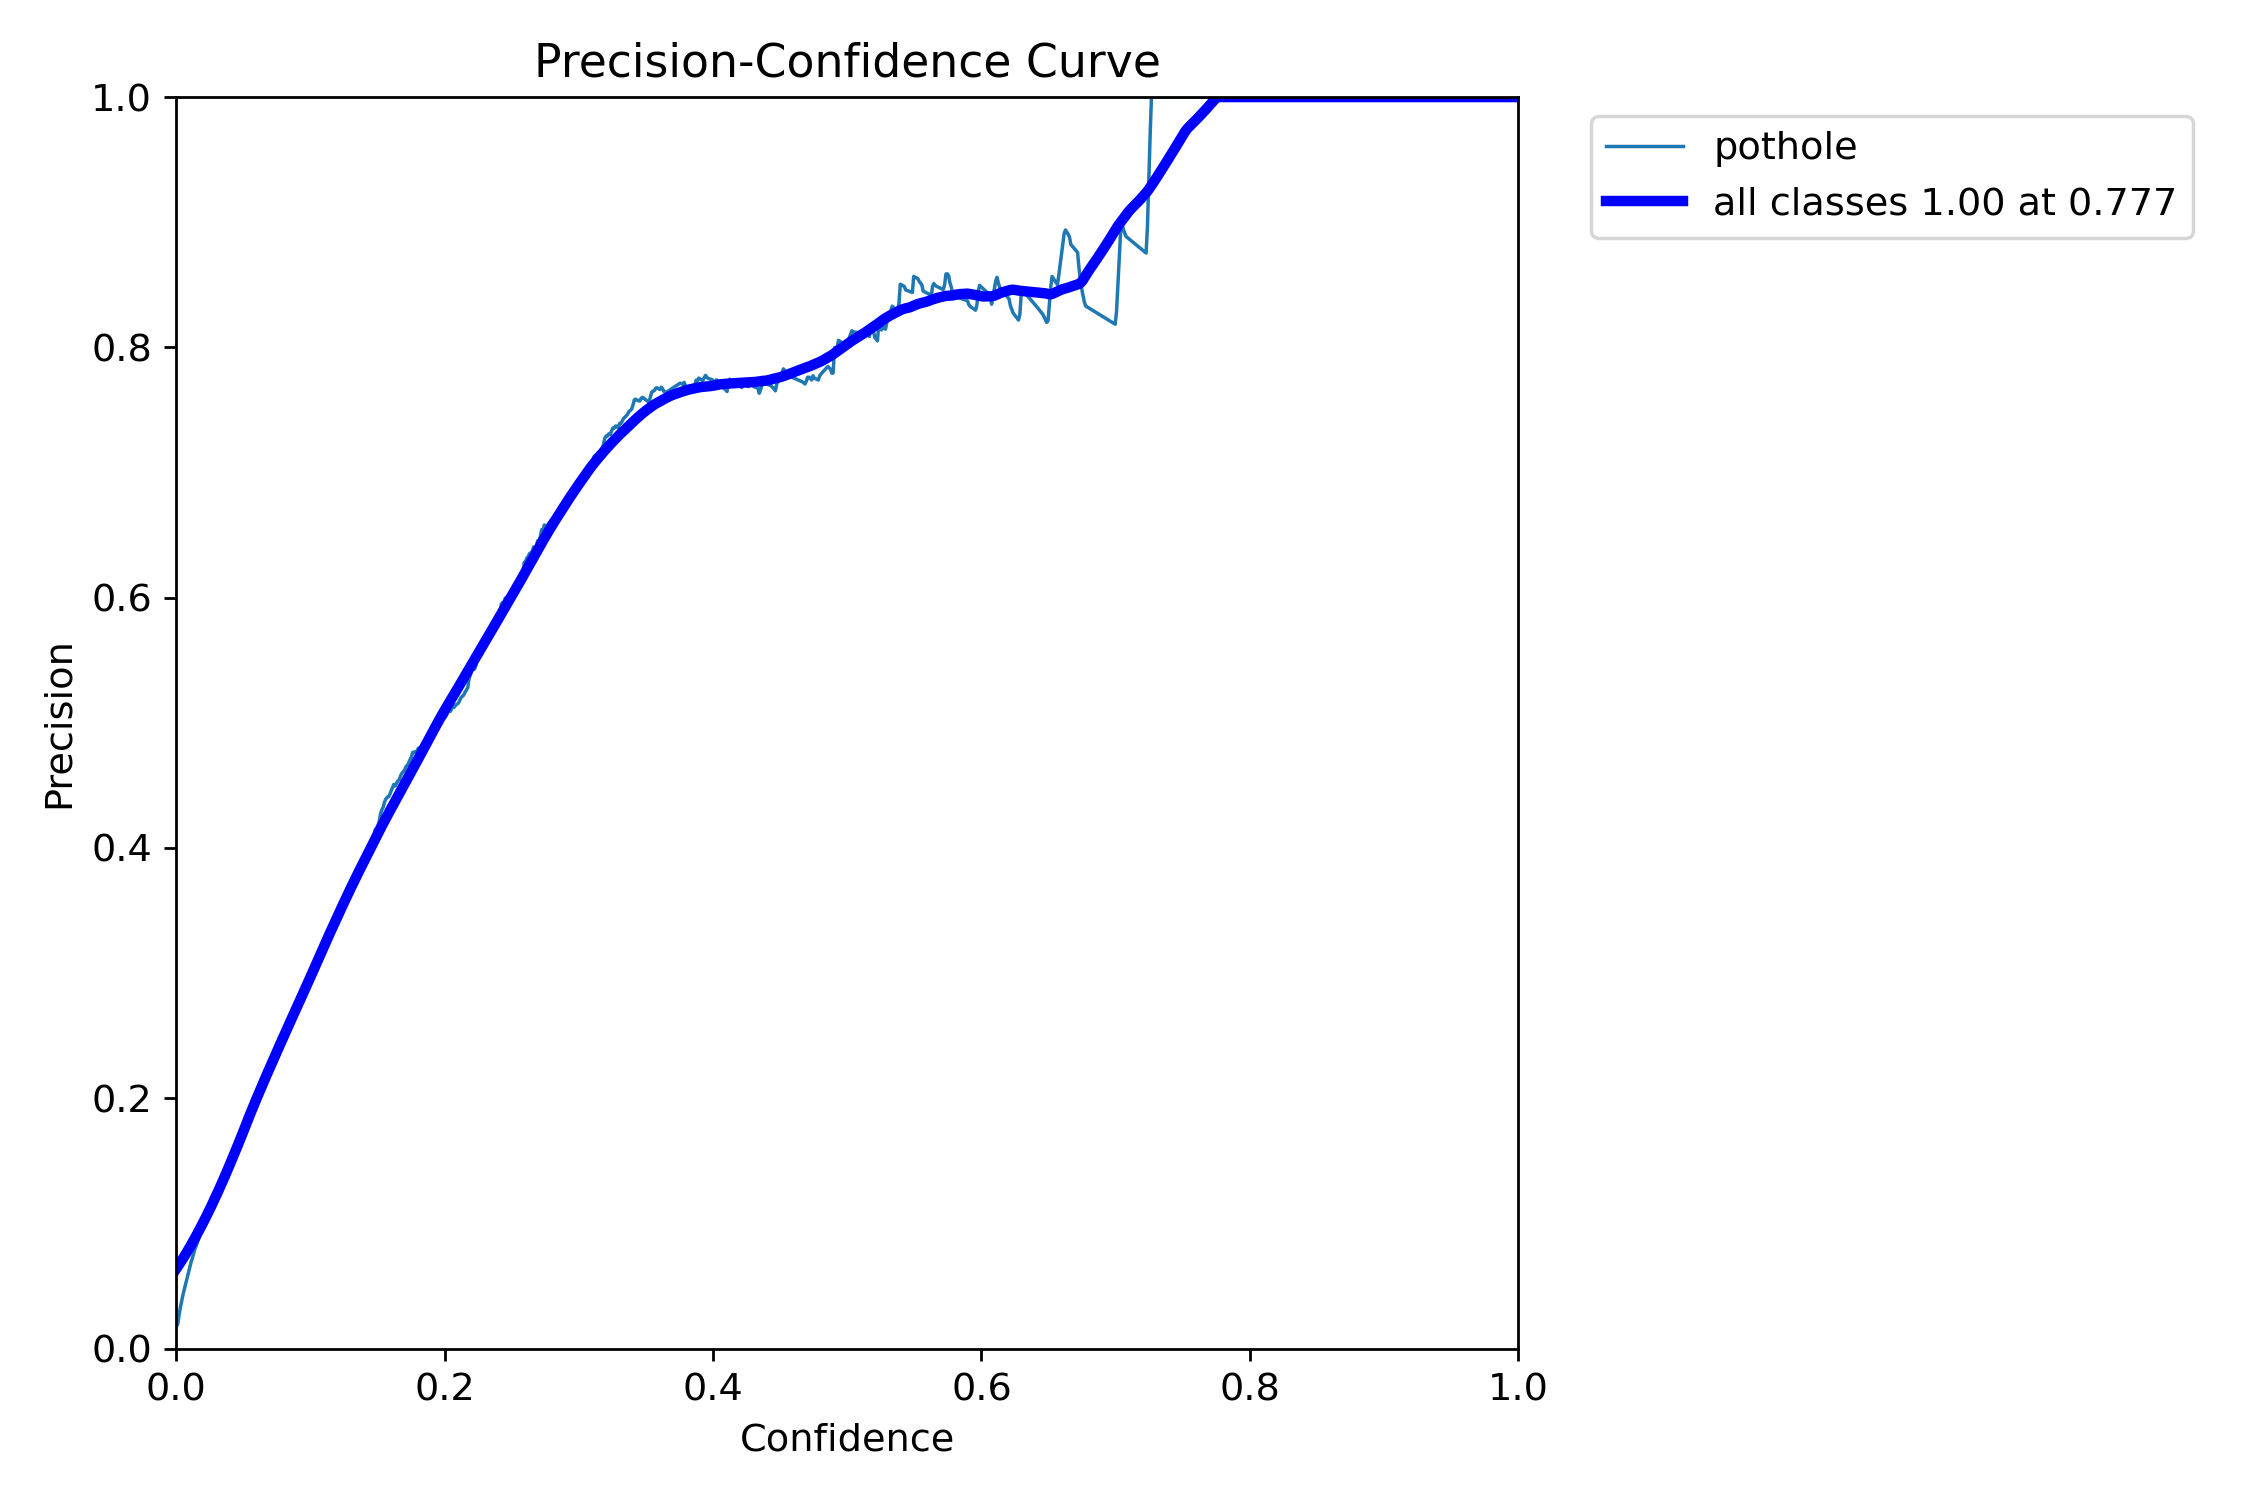 Precision-Confidence Curve
1.0
0.8
0.6
0.4
0.2
0.0
Precision
0.0 0.2 0.4 0.6 0.8 1.0
Confidence
pothole
all classes 1.00 at 0.777